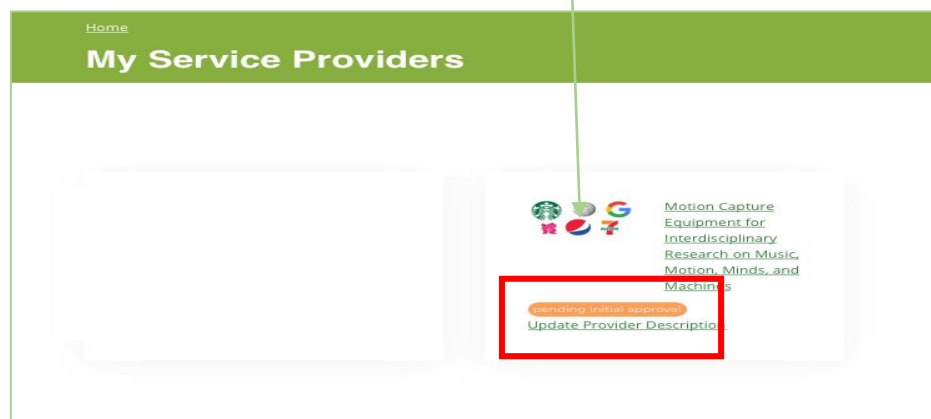 Home
My Service Providers
Motion Capture
Equipment for
Interdisciplinary
Research on Music,
Motion, Minds, and
Machines
pending initial approval
Update Provider Description